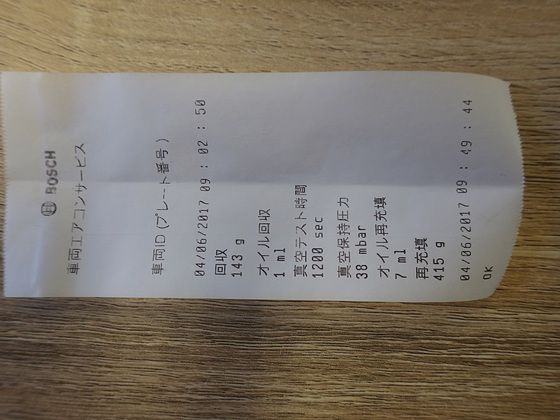 BOSCH
車両エアコンサービス
車両ID (プレート番号)
04/06/2017 09 : 02 : 50
回収
143 g
オイル回収
1 ml
真空テスト時間
1200 sec
真空保持圧力
38 mbar
オイル再充填
7 ml
再充填
415 g
04/06/2017 09 : 49 : 44
OK